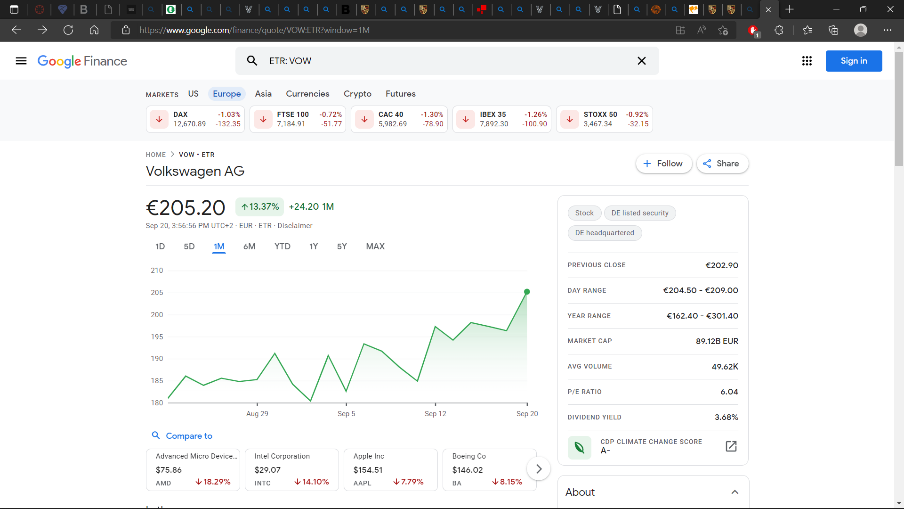 https://www.google.com/finance/quote/VOW:ETR?window=1M
1
Google Finance
ETR: VOW
Sign in
MARKETS US Europe Asia Currencies Crypto Futures
DAX -1.03%
12,670.89 -132.35
FTSE 100 -0.72%
7,184.91 -51.77
CAC 40 -1.30%
5,982.69 -78.90
IBEX 35 -1.26%
7,892.30 -100.90
STOXX 50 -0.92%
3,467.34 -32.15
HOME > VOW • ETR
Volkswagen AG
Follow
Share
€205.20 ↑13.37% +24.20 1M
Sep 20, 3:56:56 PM UTC+2 · EUR · ETR · Disclaimer
1D 5D 1M 6M YTD 1Y 5Y MAX
210
205
200
195
190
185
180
Aug 29 Sep 5 Sep 12 Sep 20
Compare to
Advanced Micro Device...
$75.86
AMD ↓18.29%
Intel Corporation
$29.07
INTC ↓14.10%
Apple Inc
$154.51
AAPL ↓7.79%
Boeing Co
$146.02
BA ↓8.15%
Stock DE listed security
DE headquartered
PREVIOUS CLOSE €202.90
DAY RANGE €204.50 - €209.00
YEAR RANGE €162.40 - €301.40
MARKET CAP 89.12B EUR
AVG VOLUME 49.62K
P/E RATIO 6.04
DIVIDEND YIELD 3.68%
CDP CLIMATE CHANGE SCORE
A-
About